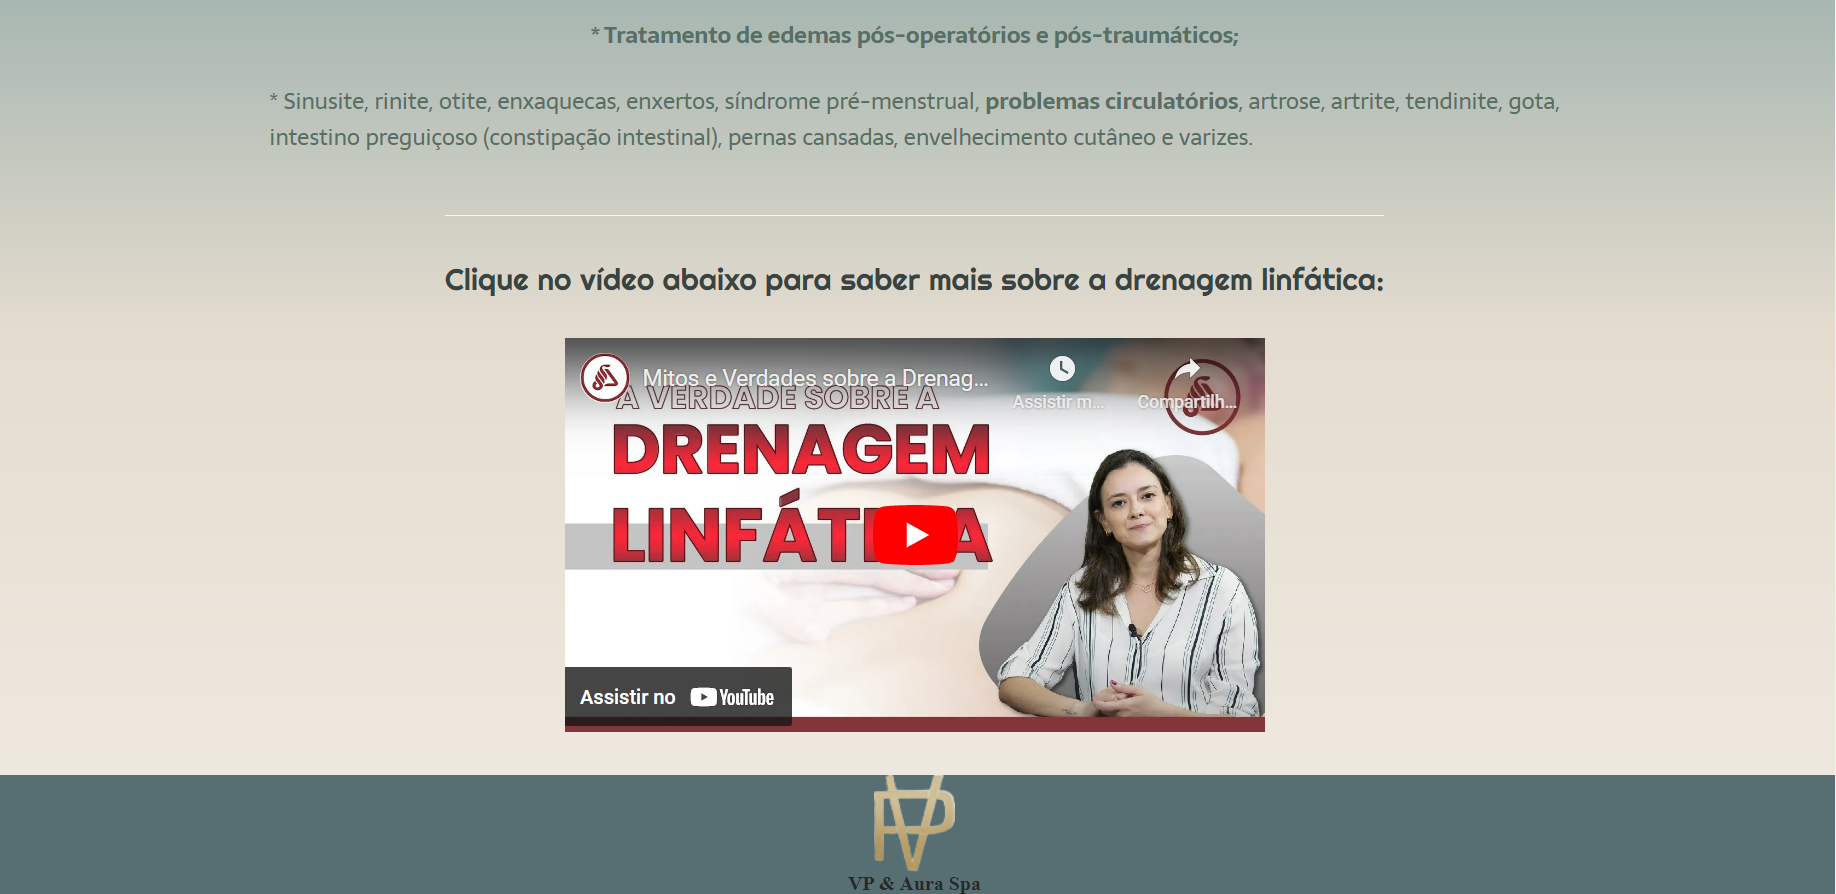 * Tratamento de edemas pós-operatórios e pós-traumáticos;
* Sinusite, rinite, otite, enxaquecas, enxertos, síndrome pré-menstrual, problemas circulatórios, artrose, artrite, tendinite, gota,
intestino preguiçoso (constipação intestinal), pernas cansadas, envelhecimento cutâneo e varizes.
Clique no vídeo abaixo para saber mais sobre a drenagem linfática:
Mitos e Verdades sobre a Drenag...
Assistir m...
Compartilh...
A VERDADE SOBRE A
DRENAGEM
LINFÁTICA
Assistir no YouTube
VP
VP & Aura Spa